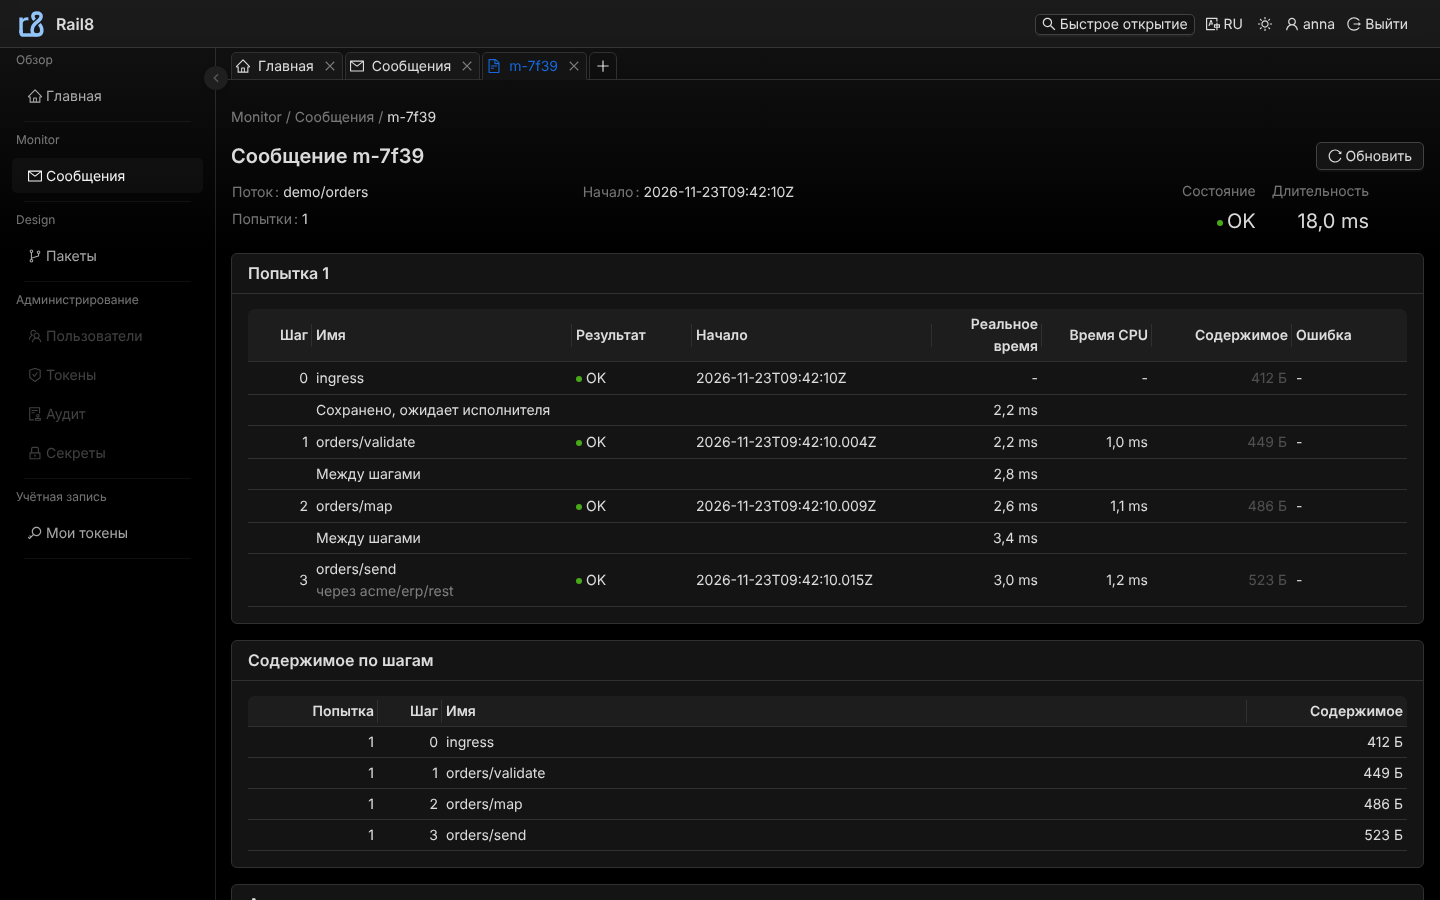 Rail8
Быстрое открытие
RU
anna
Выйти
Обзор
Главная
Monitor
Сообщения
Design
Пакеты
Администрирование
Пользователи
Токены
Аудит
Секреты
Учётная запись
Мои токены
Главная
Сообщения
m-7f39
Monitor / Сообщения / m-7f39
Сообщение m-7f39
Обновить
Поток: demo/orders
Начало: 2026-11-23T09:42:10Z
Попытки: 1
Состояние
OK
Длительность
18,0 ms
Попытка 1
Шаг Имя Результат Начало Реальное время Время CPU Содержимое Ошибка
0 ingress OK 2026-11-23T09:42:10Z - - 412 Б -
Сохранено, ожидает исполнителя 2,2 ms
1 orders/validate OK 2026-11-23T09:42:10.004Z 2,2 ms 1,0 ms 449 Б -
Между шагами 2,8 ms
2 orders/map OK 2026-11-23T09:42:10.009Z 2,6 ms 1,1 ms 486 Б -
Между шагами 3,4 ms
3 orders/send OK 2026-11-23T09:42:10.015Z 3,0 ms 1,2 ms 523 Б -
через acme/erp/rest
Содержимое по шагам
Попытка Шаг Имя Содержимое
1 0 ingress 412 Б
1 1 orders/validate 449 Б
1 2 orders/map 486 Б
1 3 orders/send 523 Б